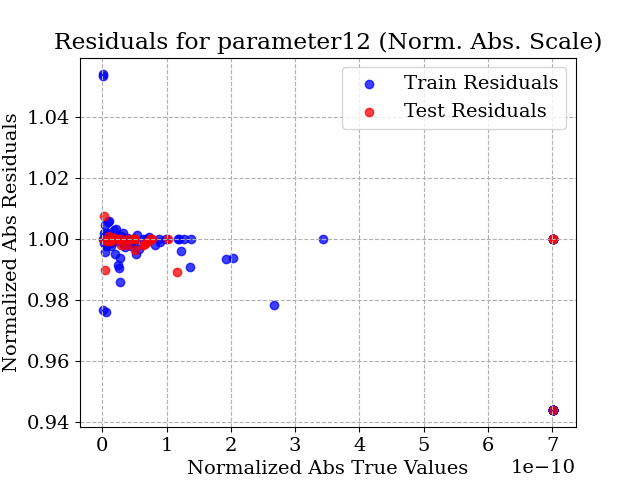 Residuals for parameter12 (Norm. Abs. Scale)
Train Residuals
Test Residuals
Normalized Abs Residuals
1.04
1.02
1.00
0.98
0.96
0.94
0 1 2 3 4 5 6 7
1e−10
Normalized Abs True Values